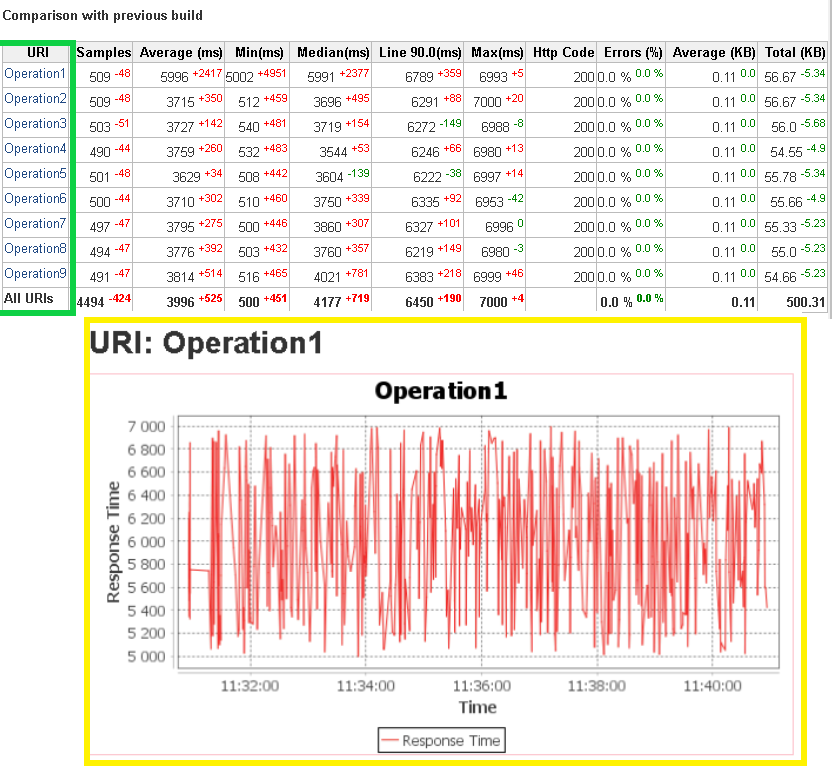 Comparison with previous build
URI Samples Average (ms) Min(ms) Median(ms) Line 90.0(ms) Max(ms) Http Code Errors (%) Average (KB) Total (KB)
Operation1 509 -48 5996 +2417 5002 +4951 5991 +2377 6789 +359 6993 +5 200 0.0 % 0.0 % 0.11 0.0 56.67 -5.34
Operation2 509 -48 3715 +350 512 +459 3696 +495 6291 +88 7000 +20 200 0.0 % 0.0 % 0.11 0.0 56.67 -5.34
Operation3 503 -51 3727 +142 540 +481 3719 +154 6272 -149 6988 -8 200 0.0 % 0.0 % 0.11 0.0 56.0 -5.68
Operation4 490 -44 3759 +260 532 +483 3544 +53 6246 +66 6980 +13 200 0.0 % 0.0 % 0.11 0.0 54.55 -4.9
Operation5 501 -48 3629 +34 508 +442 3604 -139 6222 -38 6997 +14 200 0.0 % 0.0 % 0.11 0.0 55.78 -5.34
Operation6 500 -44 3710 +302 510 +460 3750 +339 6335 +92 6953 -42 200 0.0 % 0.0 % 0.11 0.0 55.66 -4.9
Operation7 497 -47 3795 +275 500 +446 3860 +307 6327 +101 6996 0 200 0.0 % 0.0 % 0.11 0.0 55.33 -5.23
Operation8 494 -47 3776 +392 503 +432 3760 +357 6219 +149 6980 -3 200 0.0 % 0.0 % 0.11 0.0 55.0 -5.23
Operation9 491 -47 3814 +514 516 +465 4021 +781 6383 +218 6999 +46 200 0.0 % 0.0 % 0.11 0.0 54.66 -5.23
All URIs 4494 -424 3996 +525 500 +451 4177 +719 6450 +190 7000 +4 0.0 % 0.0 % 0.11 500.31
URI: Operation1
Operation1
7 000
6 800
6 600
6 400
6 200
6 000
5 800
5 600
5 400
5 200
5 000
Response Time
11:32:00 11:34:00 11:36:00 11:38:00 11:40:00
Time
Response Time